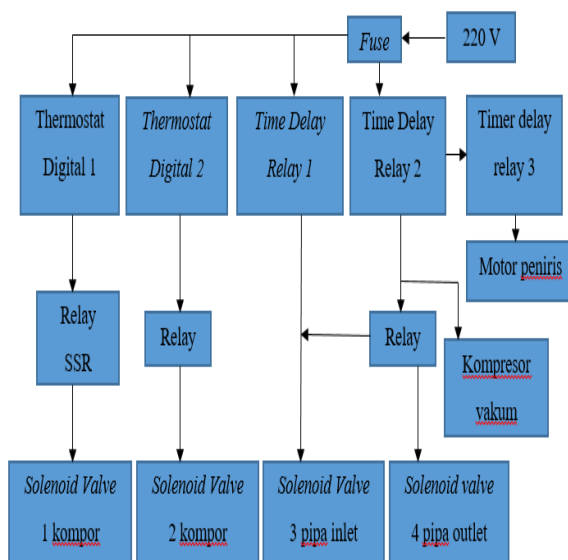 Fuse
220 V
Thermostat
Digital 1
Thermostat
Digital 2
Time Delay
Relay 1
Time Delay
Relay 2
Timer delay
relay 3
Motor peniris
Relay
SSR
Relay
Relay
Kompresor
vakum
Solenoid Valve
1 kompor
Solenoid Valve
2 kompor
Solenoid Valve
3 pipa inlet
Solenoid valve
4 pipa outlet